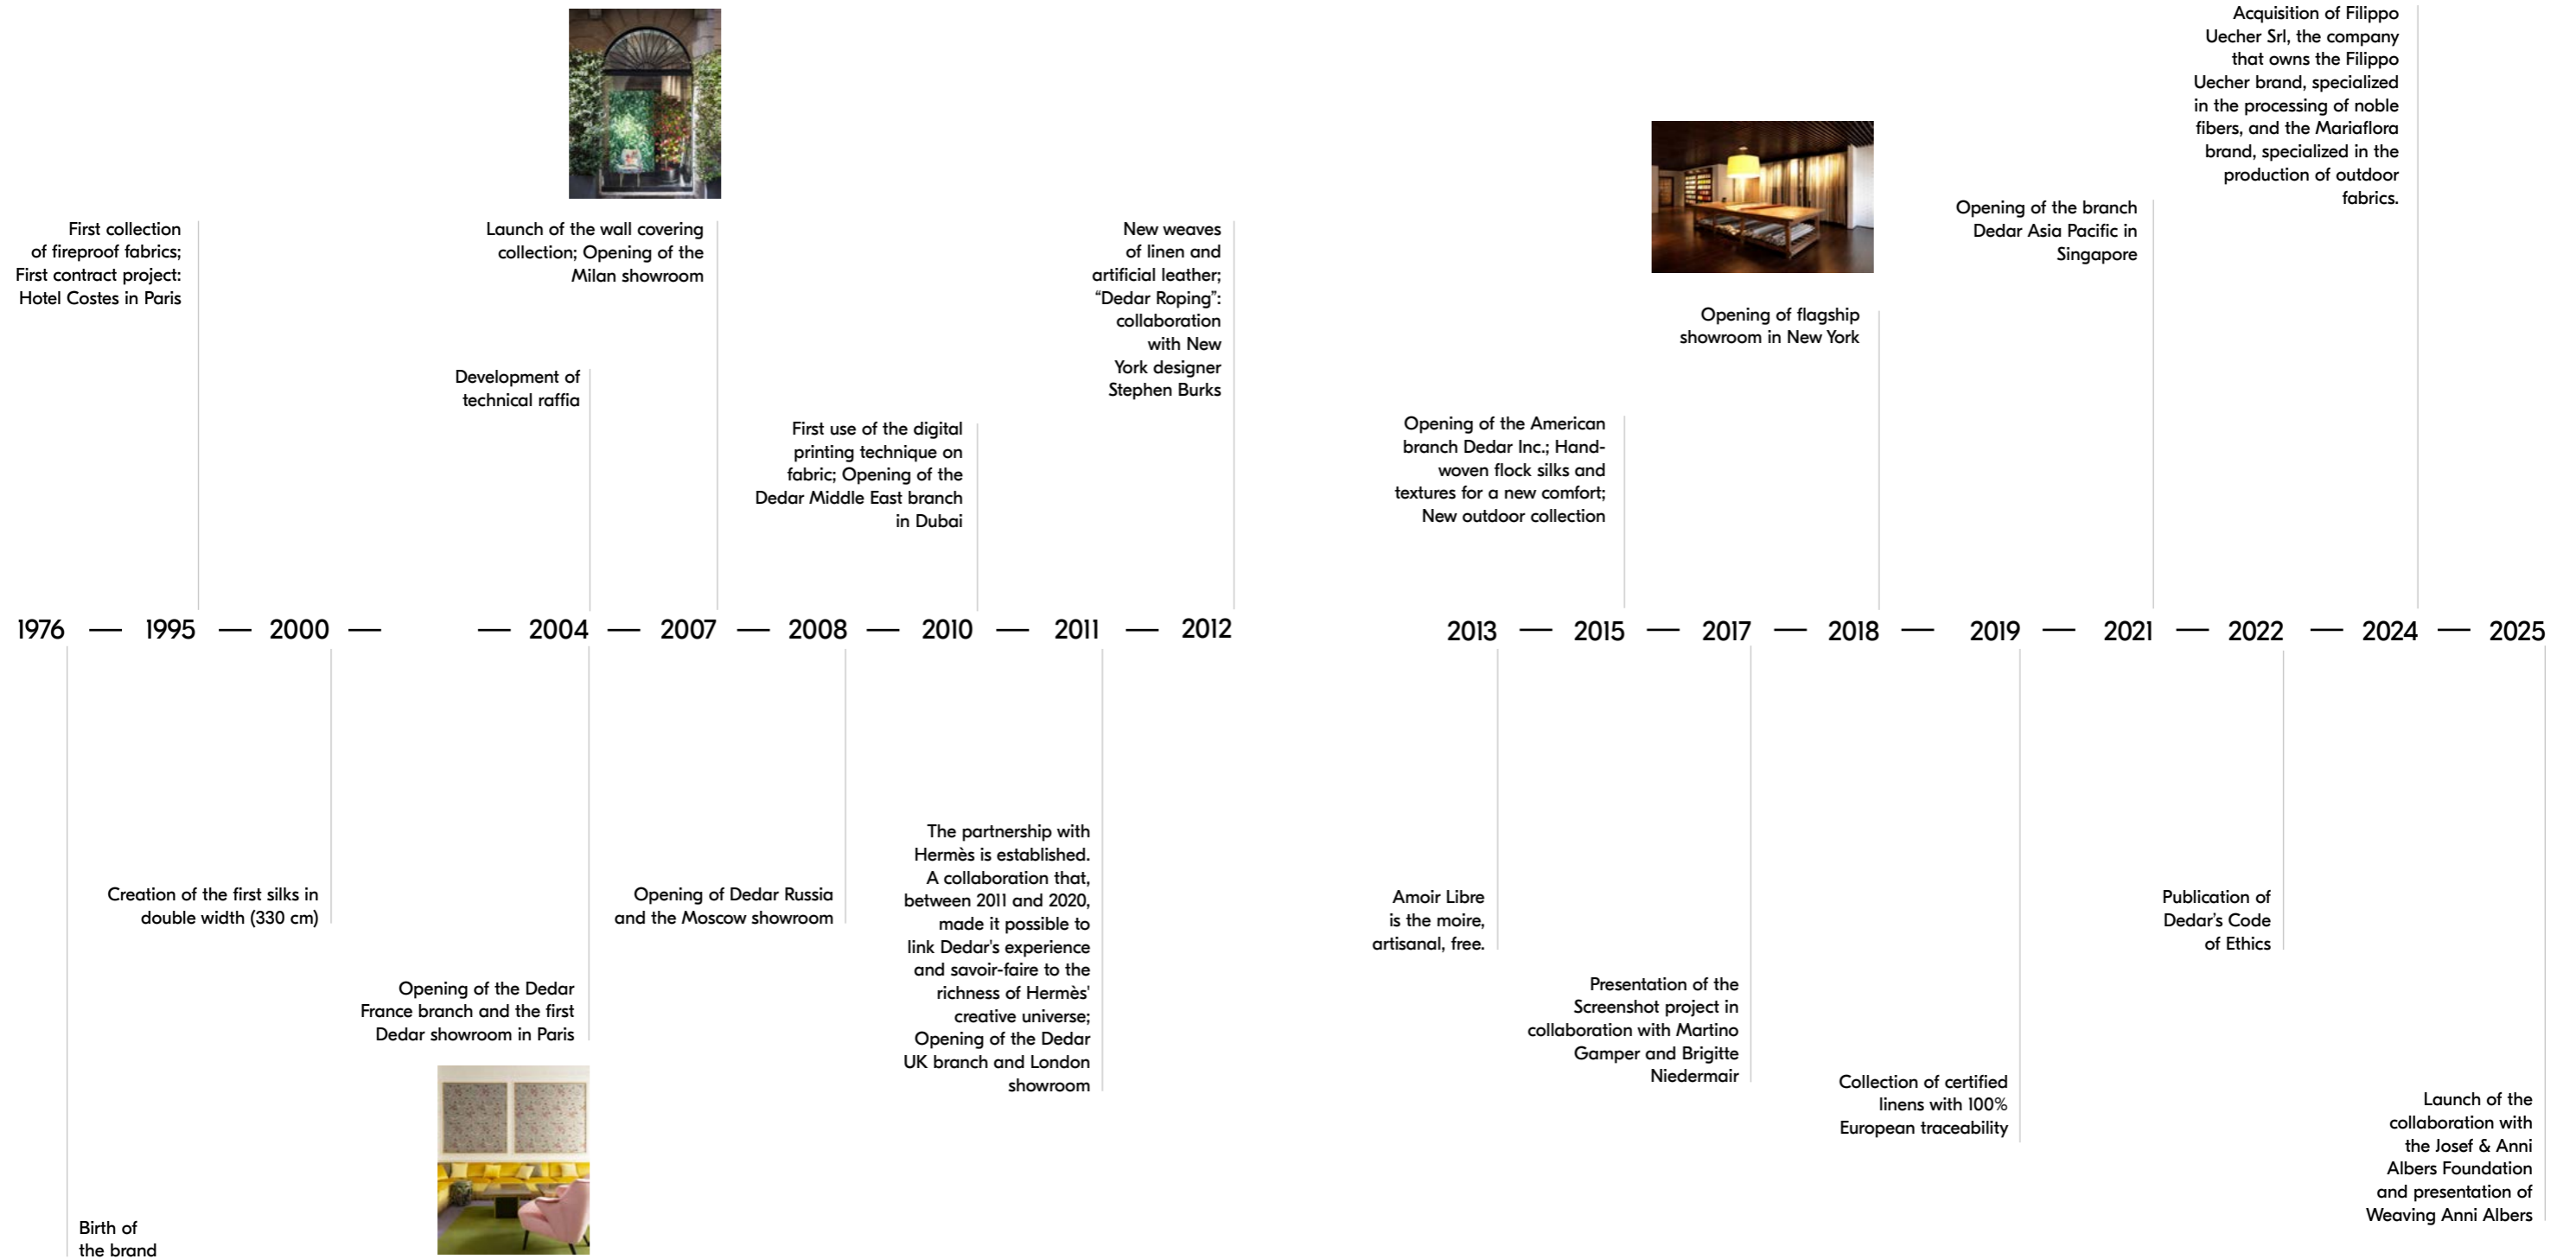 First collection
of fireproof fabrics;
First contract project:
Hotel Costes in Paris
Launch of the wall covering
collection; Opening of the
Milan showroom
Development of
technical raffia
First use of the digital
printing technique on
fabric; Opening of the
Dedar Middle East branch
in Dubai
New weaves
of linen and
artificial leather;
“Dedar Roping”:
collaboration
with New
York designer
Stephen Burks
Opening of the American
branch Dedar Inc.; Hand-
woven flock silks and
textures for a new comfort;
New outdoor collection
Opening of flagship
showroom in New York
Opening of the branch
Dedar Asia Pacific in
Singapore
Acquisition of Filippo
Uecher Srl, the company
that owns the Filippo
Uecher brand, specialized
in the processing of noble
fibers, and the Mariaflora
brand, specialized in the
production of outdoor
fabrics.
1976 — 1995 — 2000 — — 2004 — 2007 — 2008 — 2010 — 2011 — 2012
2013 — 2015 — 2017 — 2018 — 2019 — 2021 — 2022 — 2024 — 2025
Birth of
the brand
Creation of the first silks in
double width (330 cm)
Opening of the Dedar
France branch and the first
Dedar showroom in Paris
Opening of Dedar Russia
and the Moscow showroom
The partnership with
Hermès is established.
A collaboration that,
between 2011 and 2020,
made it possible to
link Dedar's experience
and savoir-faire to the
richness of Hermès'
creative universe;
Opening of the Dedar
UK branch and London
showroom
Amoir Libre
is the moire,
artisanal, free.
Presentation of the
Screenshot project in
collaboration with Martino
Gamper and Brigitte
Niedermair
Collection of certified
linens with 100%
European traceability
Publication of
Dedar’s Code
of Ethics
Launch of the
collaboration with
the Josef & Anni
Albers Foundation
and presentation of
Weaving Anni Albers